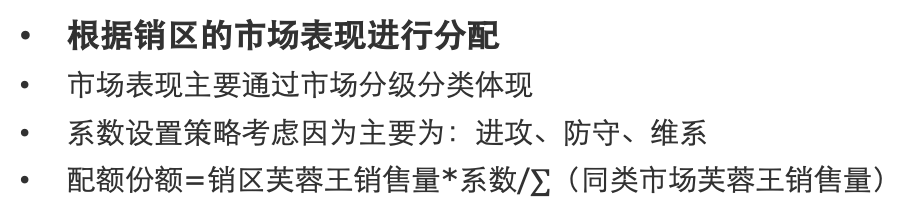 • 根据销区的市场表现进行分配
• 市场表现主要通过市场分级分类体现
• 系数设置策略考虑因为主要为：进攻、防守、维系
• 配额份额=销区芙蓉王销售量*系数/∑（同类市场芙蓉王销售量）